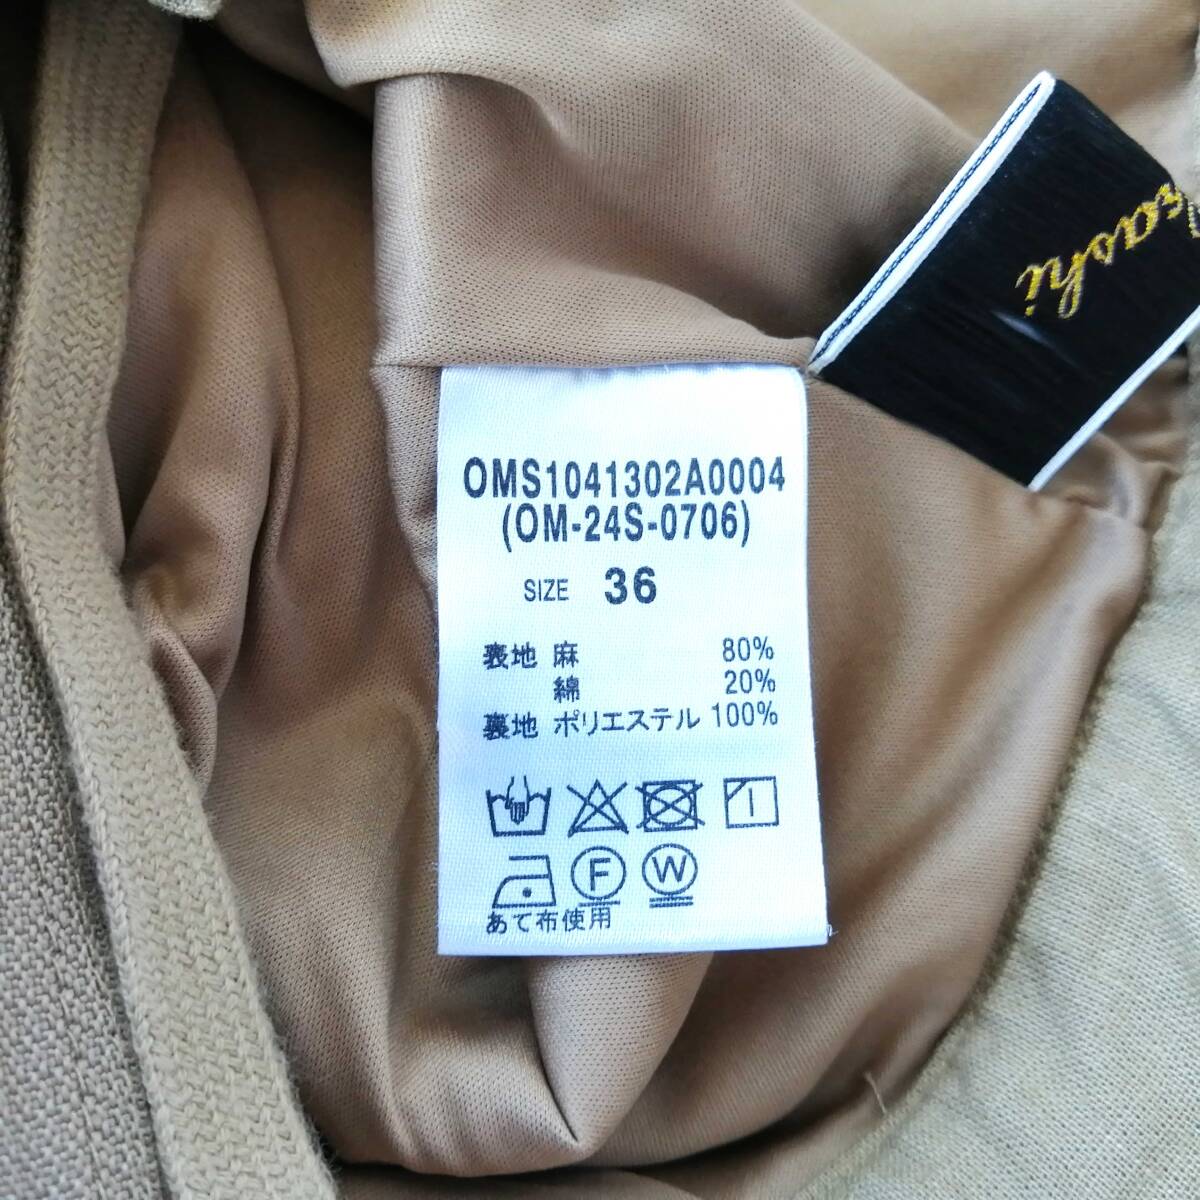 OMS1041302A0004
(OM-24S-0706)
SIZE 36
表地 麻 80%
綿 20%
裏地 ポリエステル 100%
F W
あて布使用